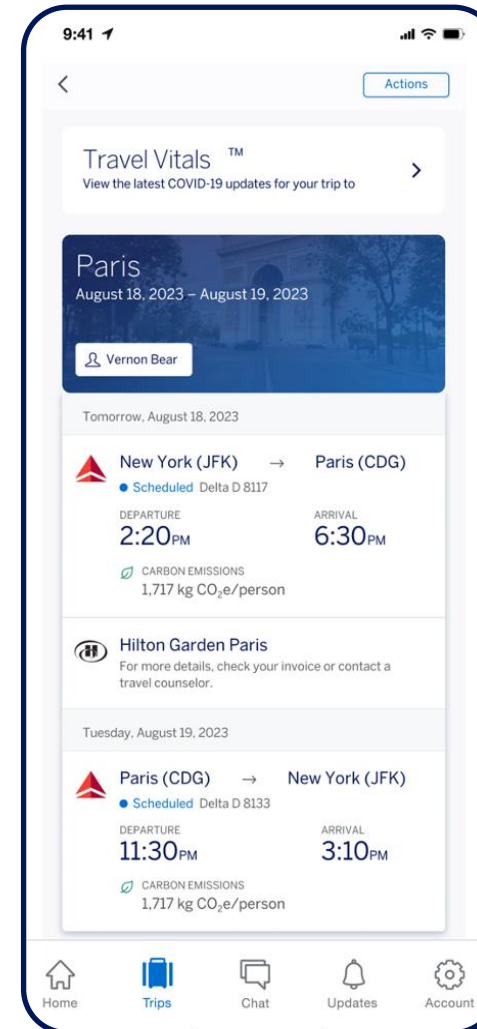 9:41
Actions
Travel Vitals ™
View the latest COVID-19 updates for your trip to
Paris
August 18, 2023 – August 19, 2023
Vernon Bear
Tomorrow, August 18, 2023
New York (JFK) → Paris (CDG)
Scheduled Delta D 8117
DEPARTURE ARRIVAL
2:20PM 6:30PM
CARBON EMISSIONS
1,717 kg CO₂e/person
H
Hilton Garden Paris
For more details, check your invoice or contact a
travel counselor.
Tuesday, August 19, 2023
Paris (CDG) → New York (JFK)
Scheduled Delta D 8133
DEPARTURE ARRIVAL
11:30PM 3:10PM
CARBON EMISSIONS
1,717 kg CO₂e/person
Home Trips Chat Updates Account